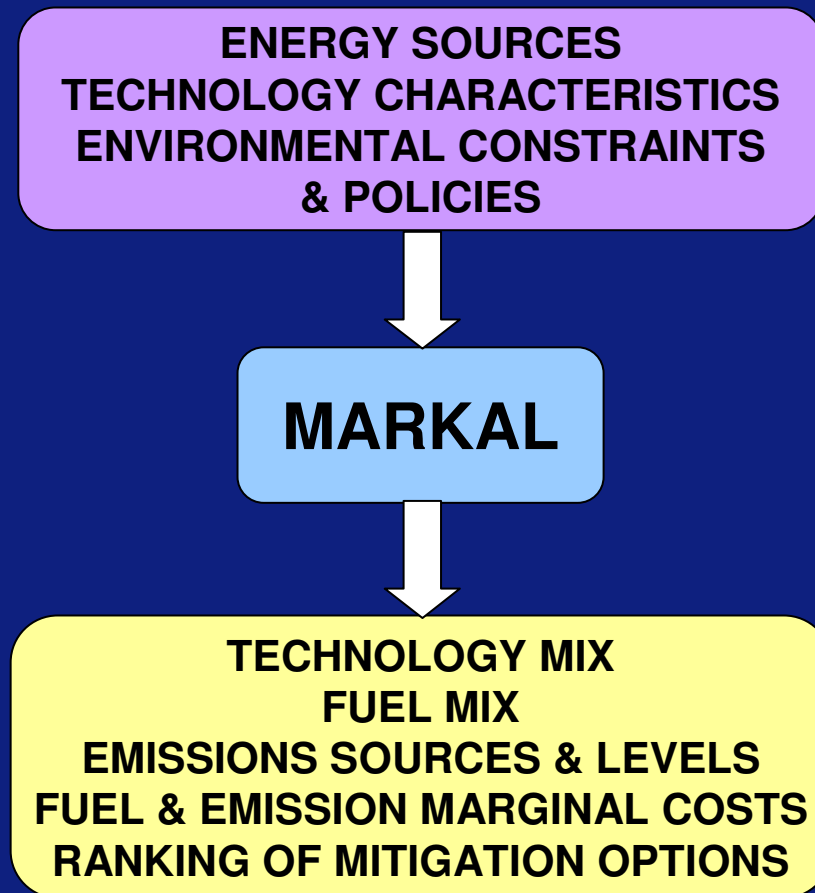 ENERGY SOURCES
TECHNOLOGY CHARACTERISTICS
ENVIRONMENTAL CONSTRAINTS
& POLICIES
MARKAL
TECHNOLOGY MIX
FUEL MIX
EMISSIONS SOURCES & LEVELS
FUEL & EMISSION MARGINAL COSTS
RANKING OF MITIGATION OPTIONS